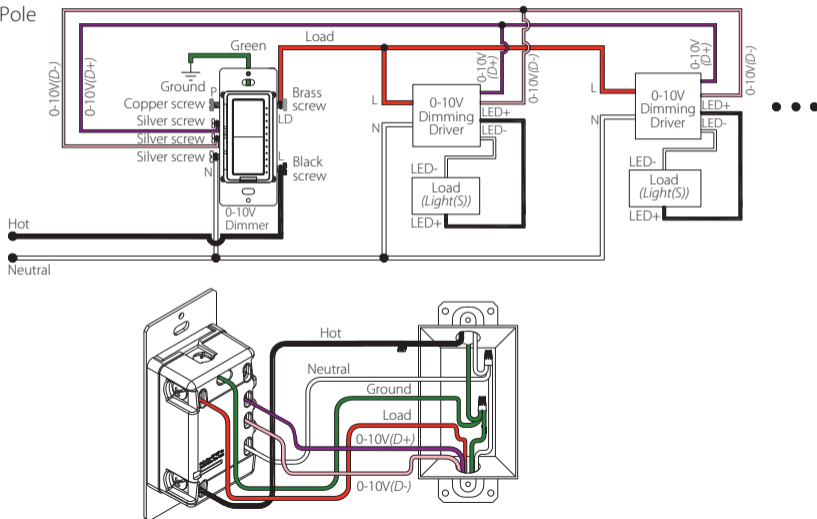 Pole
Green
Load
0-10V(D-)
0-10V(D+)
Ground
P
Copper screw
Silver screw
Silver screw
Silver screw
N
Brass
screw
LD
L
Black
screw
0-10V
Dimmer
Hot
Neutral
L
N
0-10V
Dimming
Driver
0-10V
(D+)
0-10V(D-)
LED+
LED-
LED-
Load
(Light(S))
LED+
L
N
0-10V
Dimming
Driver
0-10V
(D+)
0-10V(D-)
LED+
LED-
LED-
Load
(Light(S))
LED+
Hot
Neutral
Ground
Load
0-10V(D+)
0-10V(D-)